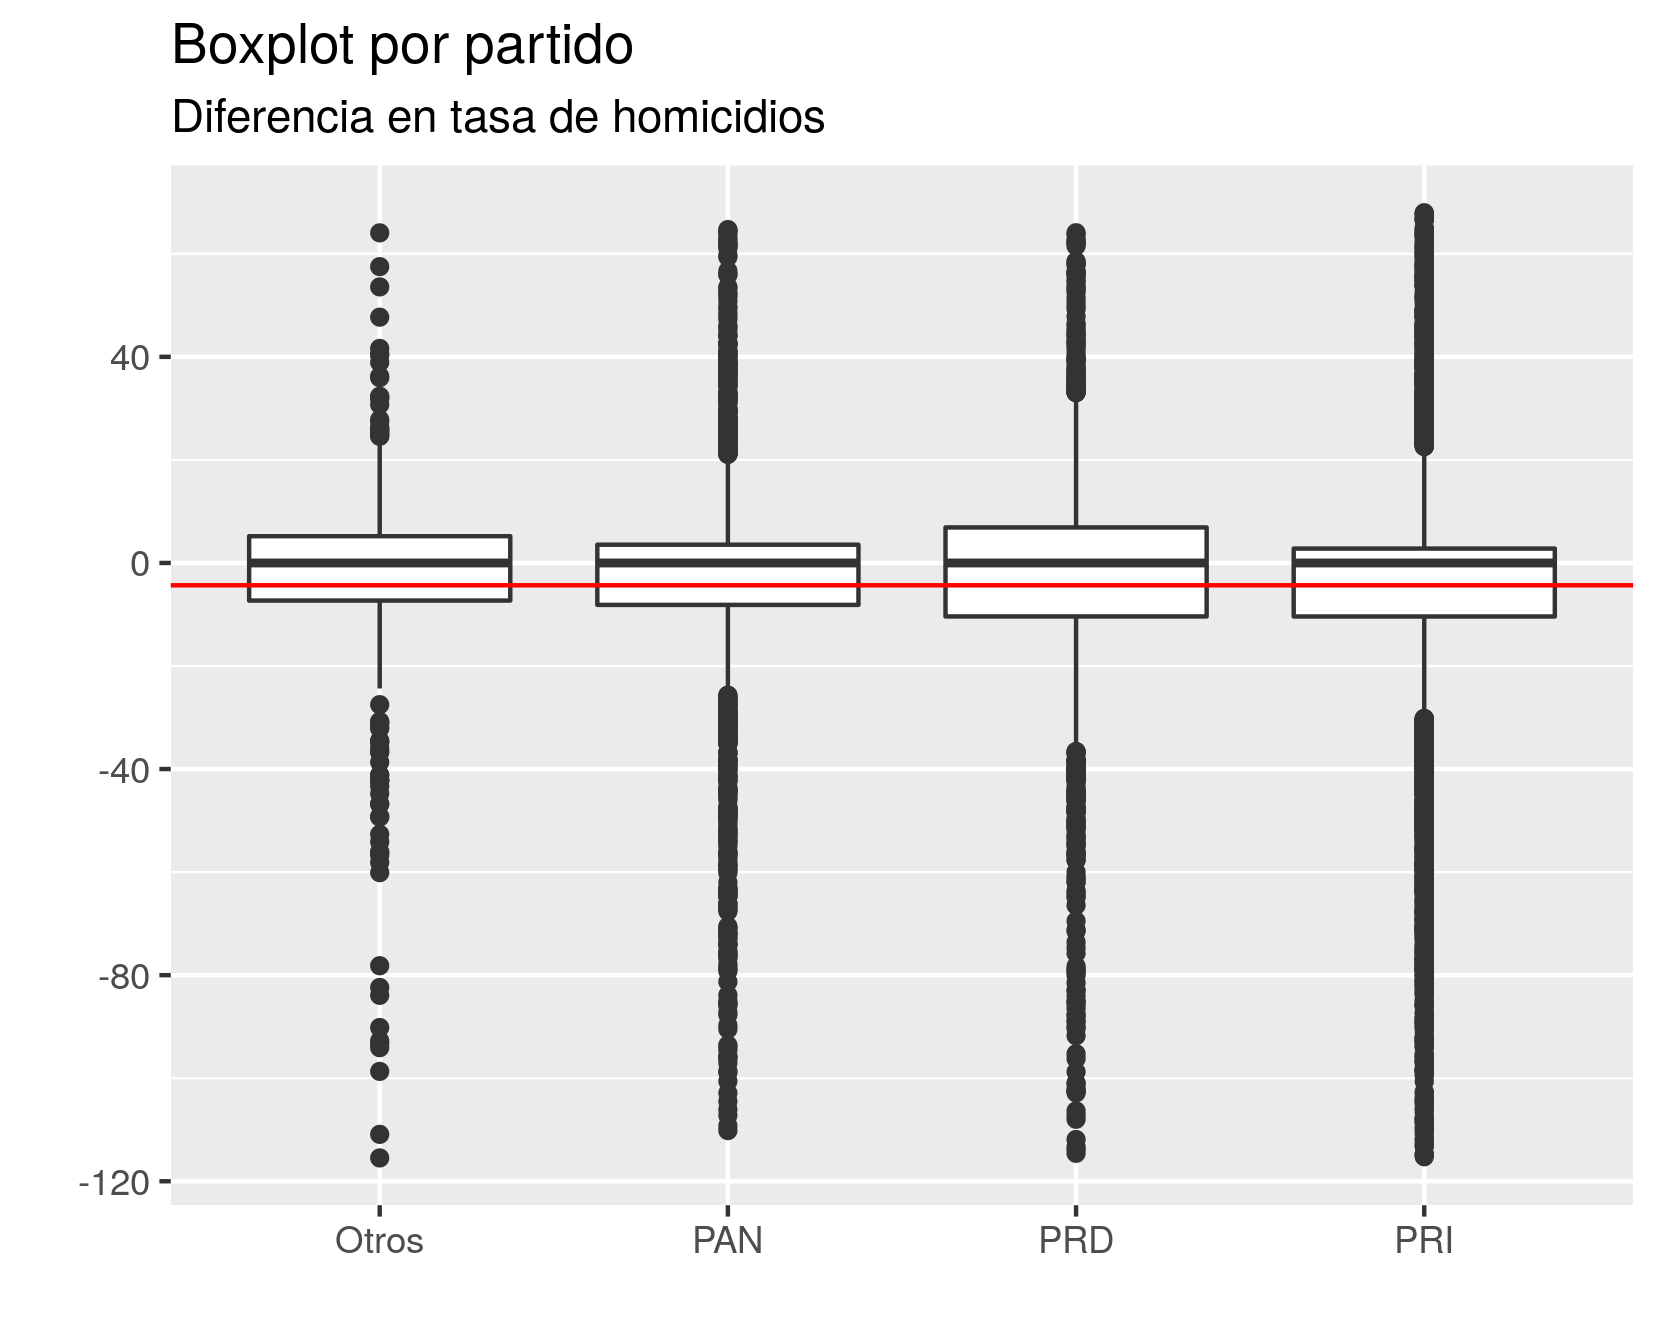 Boxplot por partido
Diferencia en tasa de homicidios
40
0
-40
-80
-120
Otros PAN PRD PRI